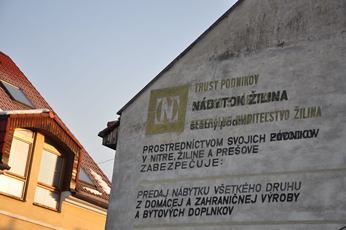 N
TRUST PODNIKOV
NÁBYTOK ŽILINA
ŽILINA
PROSTREDNÍCTVOM SVOJICH PODNIKOV
V NITRE, ŽILINE A PREŠOVE
ZABEZPEČUJE:
PREDAJ NÁBYTKU VŠETKÉHO DRUHU
Z DOMÁCEJ A ZAHRANIČNEJ VÝROBY
A BYTOVÝCH DOPLNKOV